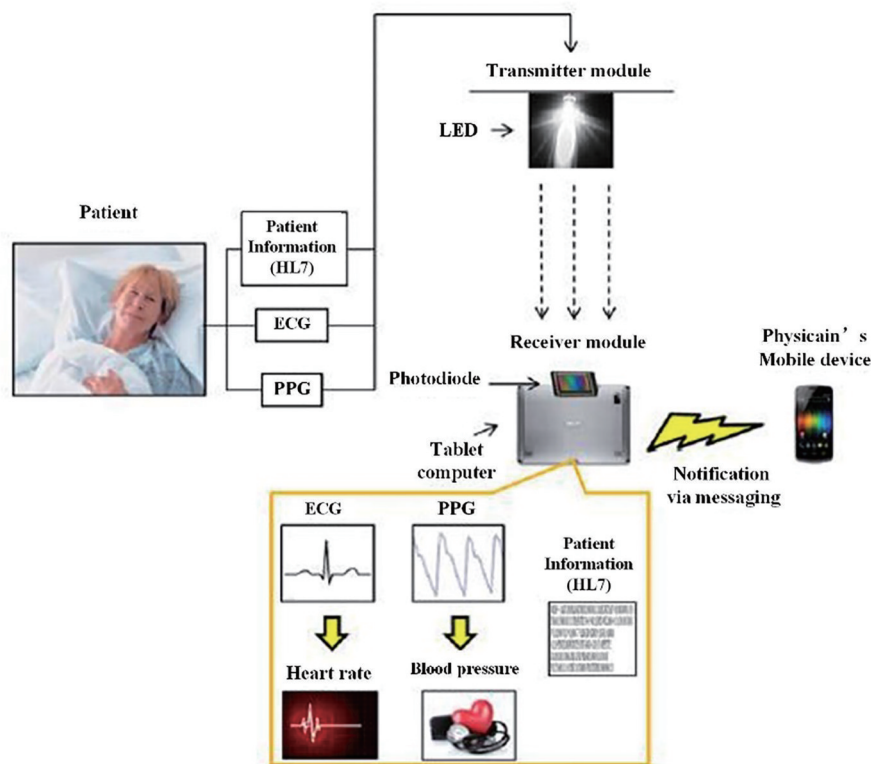 Transmitter module
LED
Patient
Patient
Information
(HL7)
ECG
PPG
Receiver module
Photodiode
Physicain’s
Mobile device
Tablet
computer
Notification
via messaging
ECG
PPG
Patient
Information
(HL7)
Heart rate
Blood pressure